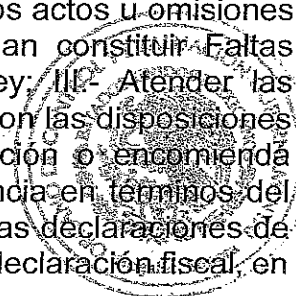 os actos u omisiones
an constituir Faltas
ey; III.- Atender las
on las disposiciones
ción o encomienda
ncia en términos del
as declaraciones de
declaración fiscal, en